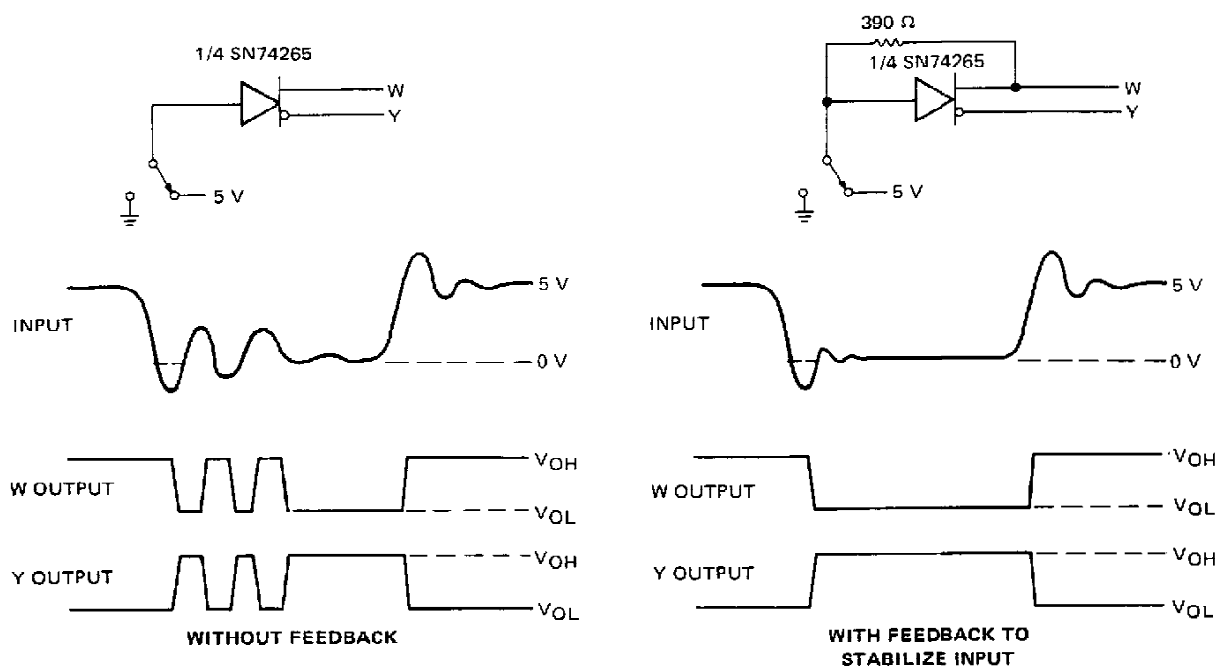 390 Ω
1/4 SN74265
1/4 SN74265
W
Y
W
Y
5 V
5 V
5 V
INPUT
0 V
5 V
INPUT
0 V
VOH
W OUTPUT
VOL
VOH
Y OUTPUT
VOL
WITHOUT FEEDBACK
VOH
W OUTPUT
VOL
VOH
Y OUTPUT
VOL
WITH FEEDBACK TO
STABILIZE INPUT